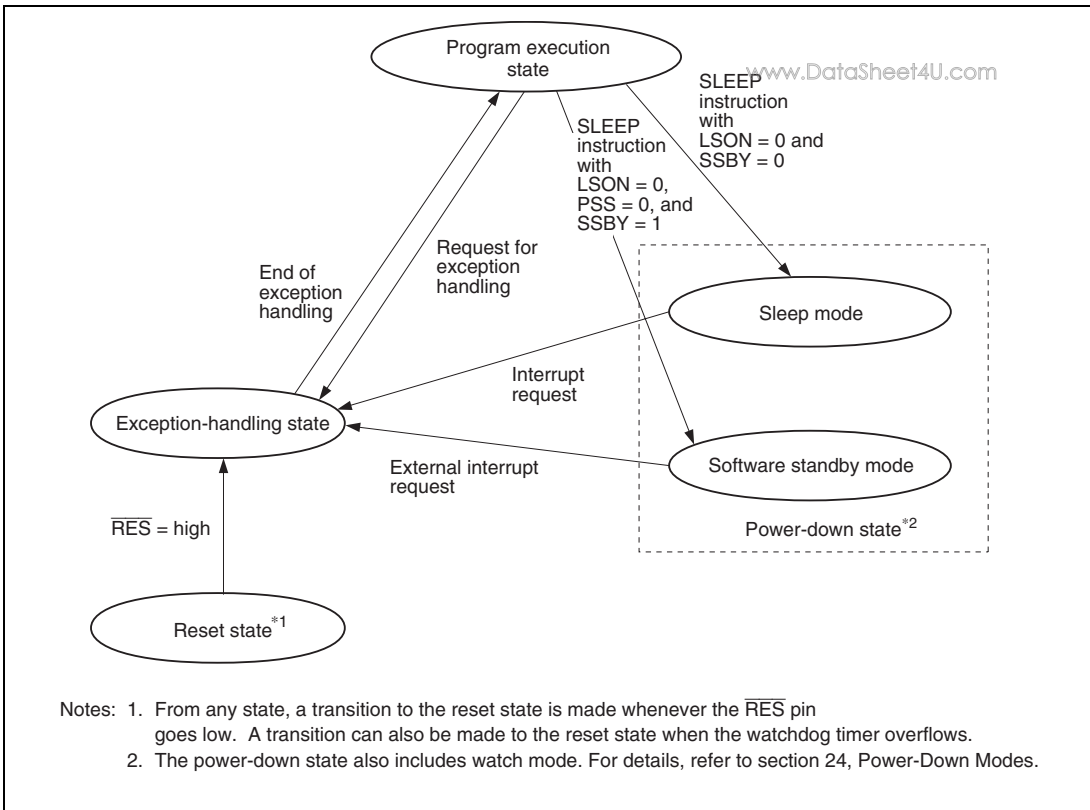 Program execution
state
www.DataSheet4U.com
SLEEP
instruction
with
LSON = 0 and
SSBY = 0
SLEEP
instruction
with
LSON = 0,
PSS = 0, and
SSBY = 1
End of
exception
handling
Request for
exception
handling
Sleep mode
Interrupt
request
Exception-handling state
External interrupt
request
Software standby mode
Power-down state*2
RES = high
Reset state*1
Notes: 1. From any state, a transition to the reset state is made whenever the RES pin
goes low. A transition can also be made to the reset state when the watchdog timer overflows.
2. The power-down state also includes watch mode. For details, refer to section 24, Power-Down Modes.